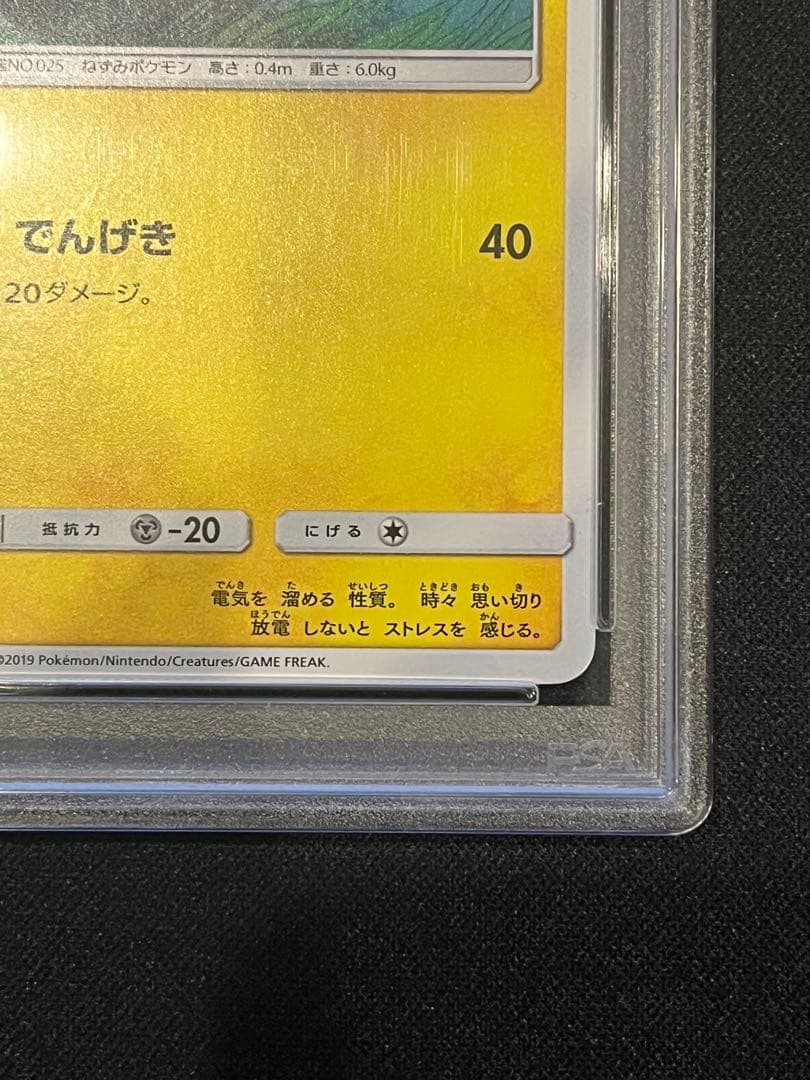 NO.025 ねずみポケモン 高さ:0.4m 重さ:6.0kg
でんげき 40
20ダメージ。
抵抗力 -20 にげる
でんき た せいしつ ときどき おも き
電気を 溜める 性質。 時々 思い切り
ほうでん かん
放電 しないと ストレスを 感じる。
©2019 Pokémon/Nintendo/Creatures/GAME FREAK.
PSA